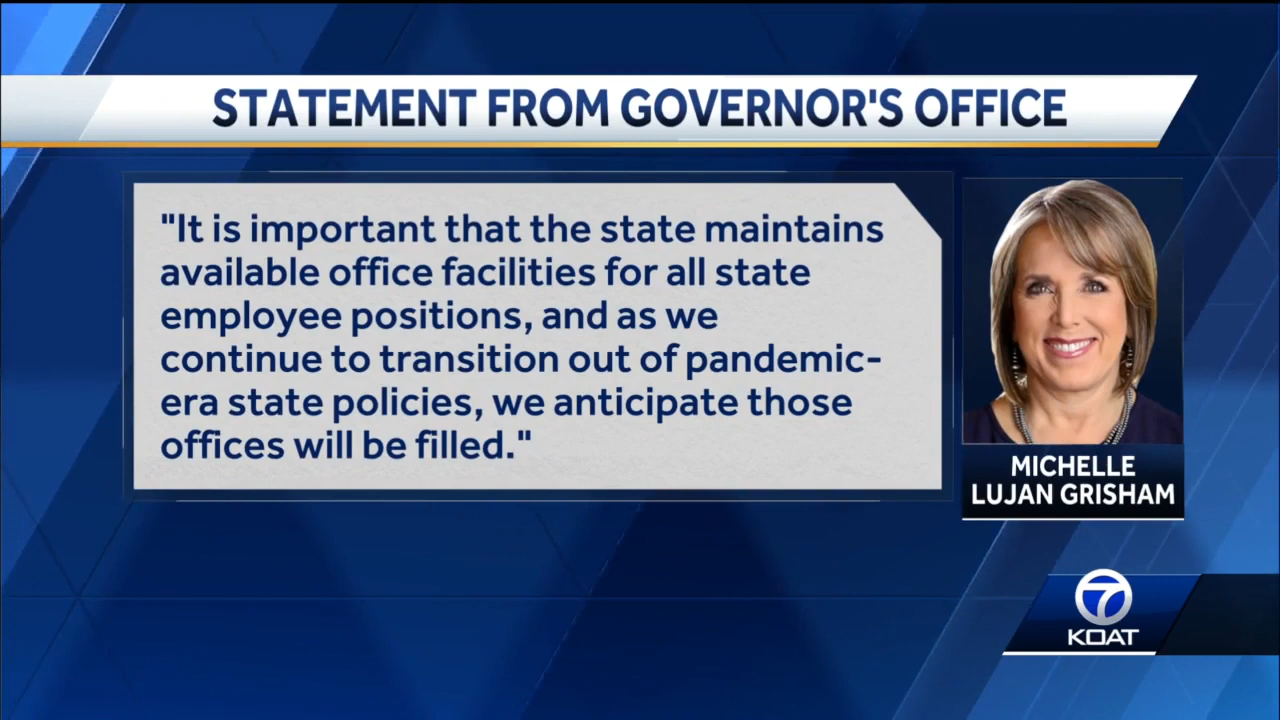 STATEMENT FROM GOVERNOR'S OFFICE
"It is important that the state maintains
available office facilities for all state
employee positions, and as we
continue to transition out of pandemic-
era state policies, we anticipate those
offices will be filled."
MICHELLE
LUJAN GRISHAM
7
KOAT